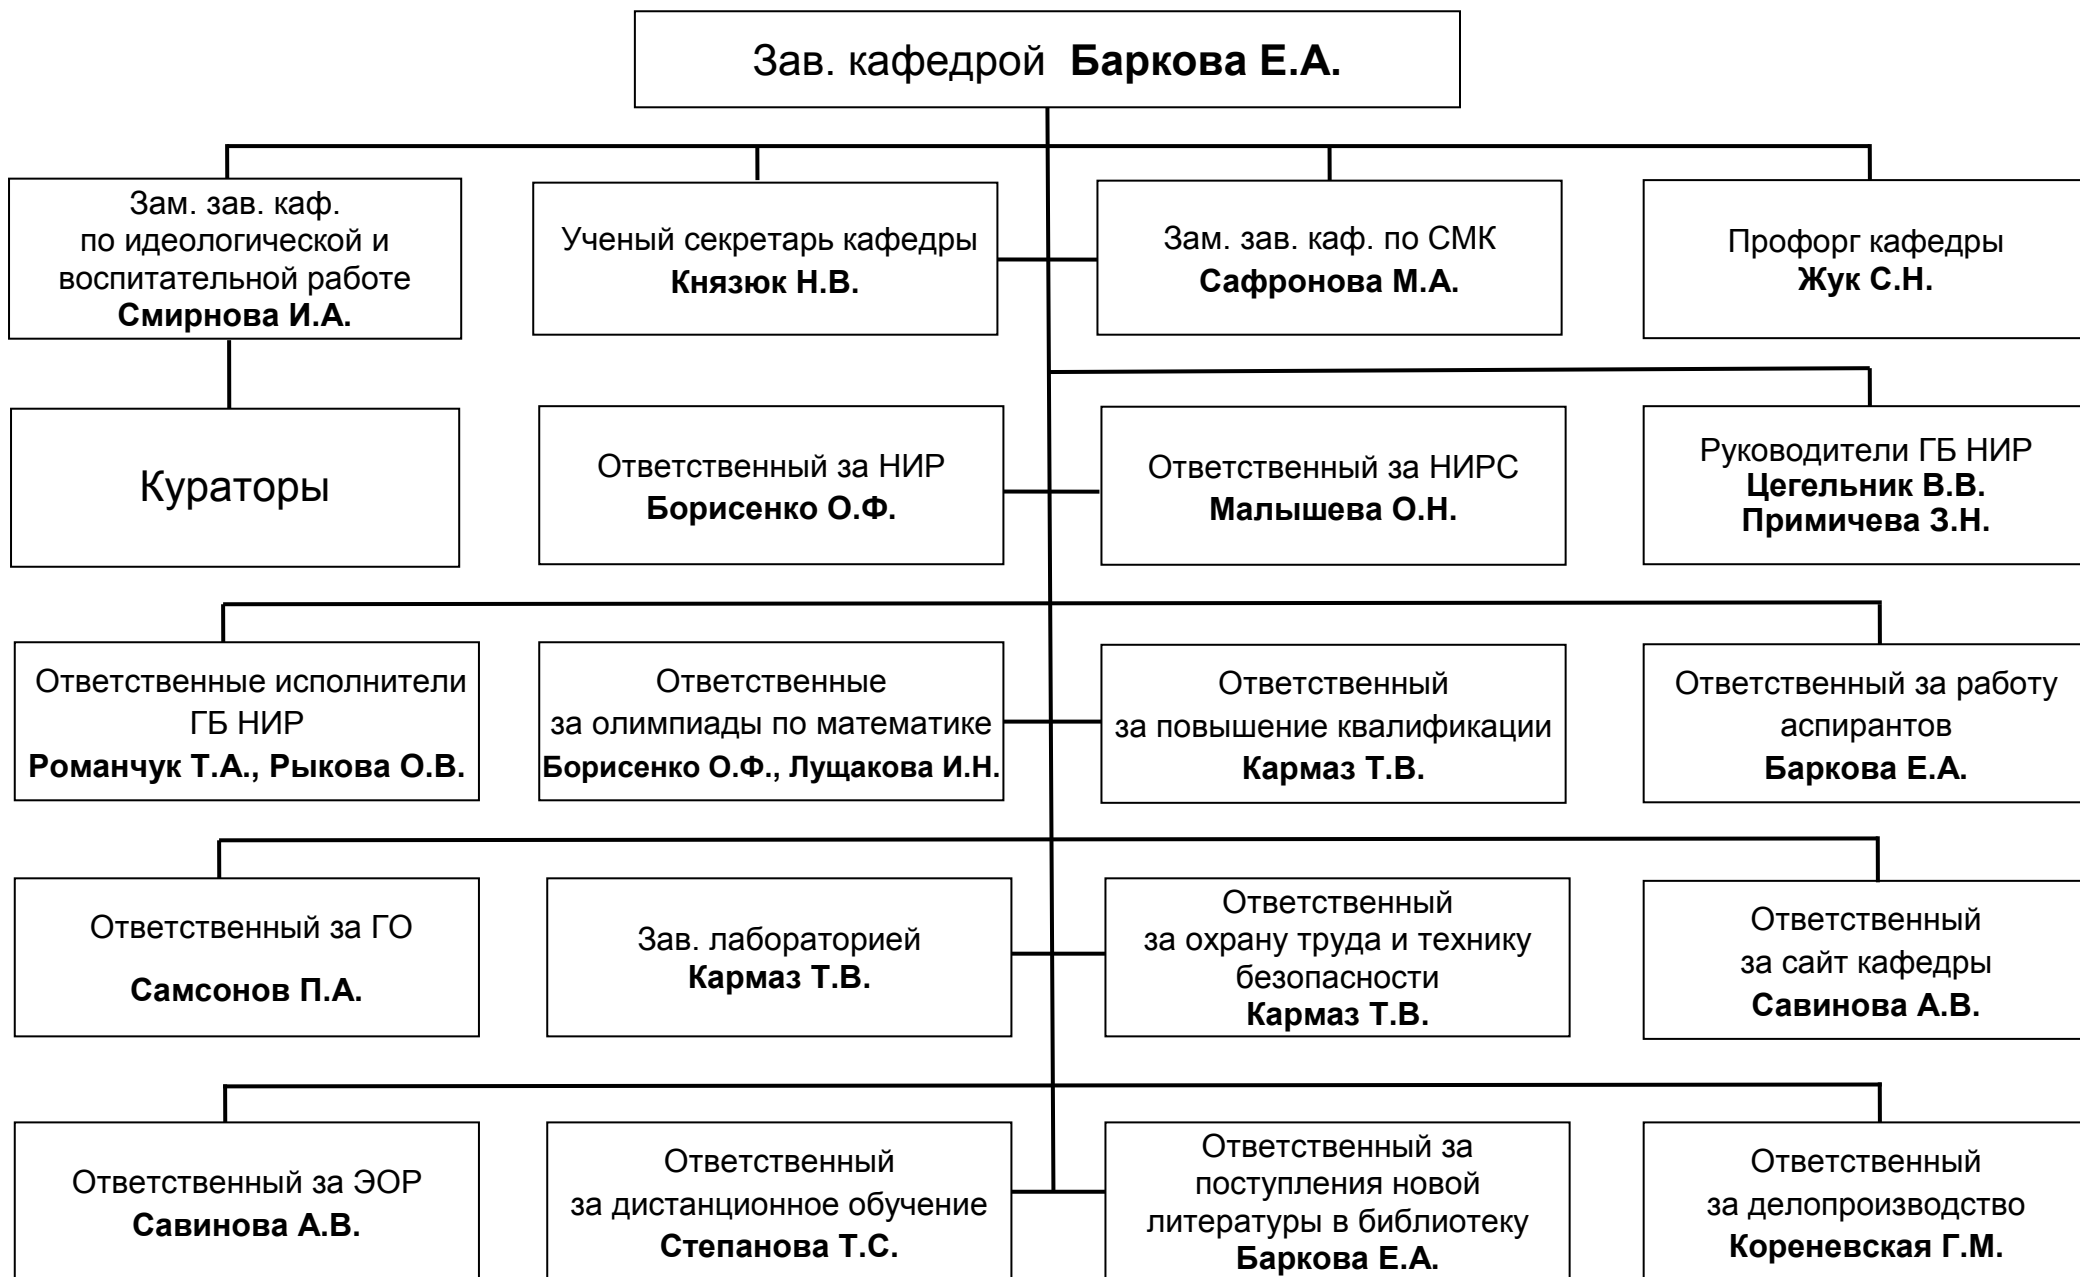 Зав. кафедрой Баркова Е.А.
Зам. зав. каф.
по идеологической и
воспитательной работе
Смирнова И.А.
Ученый секретарь кафедры
Князюк Н.В.
Зам. зав. каф. по СМК
Сафронова М.А.
Профорг кафедры
Жук С.Н.
Кураторы
Ответственный за НИР
Борисенко О.Ф.
Ответственный за НИРС
Малышева О.Н.
Руководители ГБ НИР
Цегельник В.В.
Примичева З.Н.
Ответственные исполнители
ГБ НИР
Романчук Т.А., Рыкова О.В.
Ответственные
за олимпиады по математике
Борисенко О.Ф., Лущакова И.Н.
Ответственный
за повышение квалификации
Кармаз Т.В.
Ответственный за работу
аспирантов
Баркова Е.А.
Ответственный за ГО
Самсонов П.А.
Зав. лабораторией
Кармаз Т.В.
Ответственный
за охрану труда и технику
безопасности
Кармаз Т.В.
Ответственный
за сайт кафедры
Савинова А.В.
Ответственный за ЭОР
Савинова А.В.
Ответственный
за дистанционное обучение
Степанова Т.С.
Ответственный за
поступления новой
литературы в библиотеку
Баркова Е.А.
Ответственный
за делопроизводство
Кореневская Г.М.